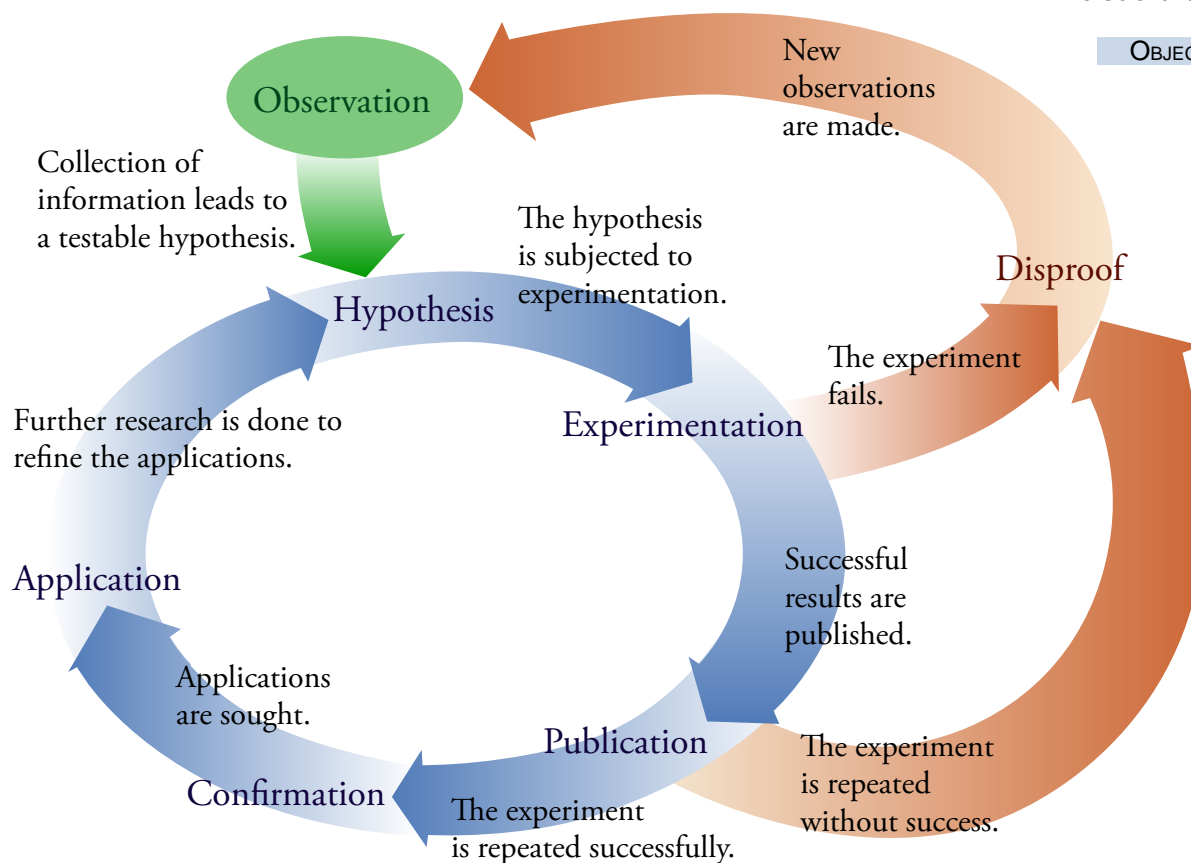 OBJEC
New
observations
are made.
Observation
Collection of
information leads to
a testable hypothesis.
The hypothesis
is subjected to
experimentation.
Disproof
Hypothesis
The experiment
fails.
Further research is done to
refine the applications.
Experimentation
Successful
results are
published.
Application
Applications
are sought.
Publication
The experiment
is repeated
without success.
Confirmation
The experiment
is repeated successfully.